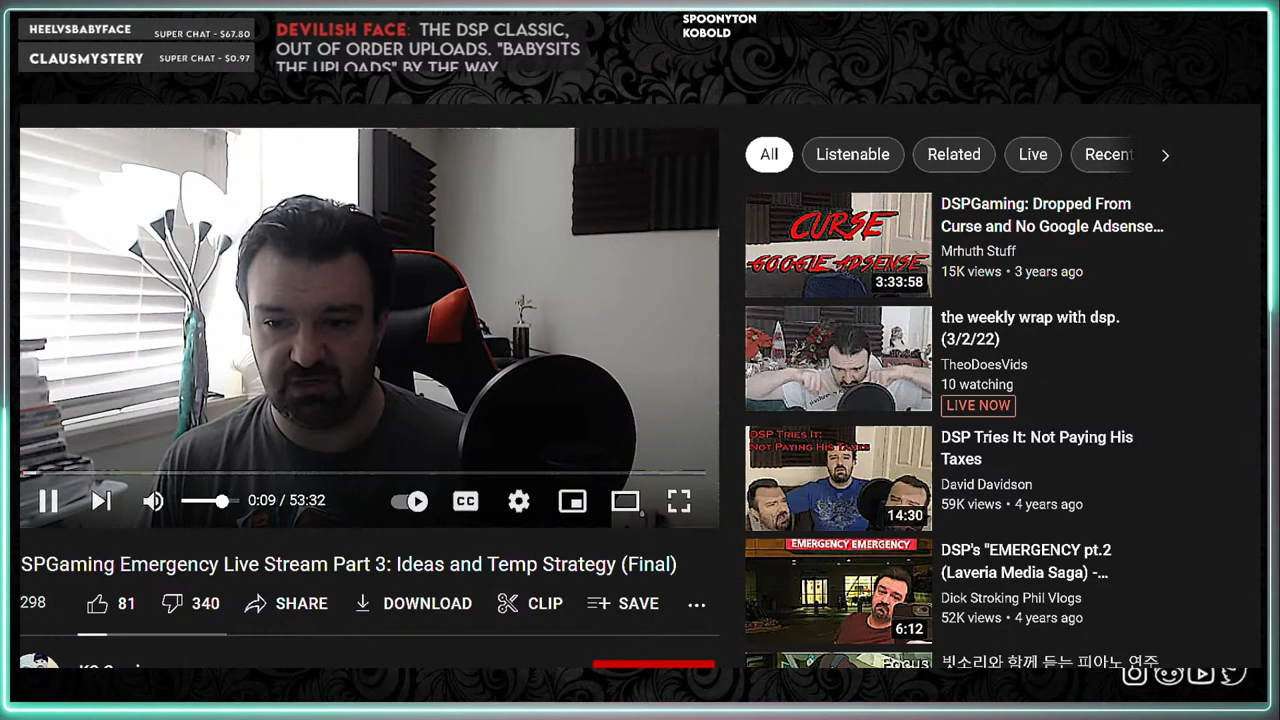 HEELVSBABYFACE SUPER CHAT - $67.80
CLAUSMYSTERY SUPER CHAT - $0.97
DEVILISH FACE: THE DSP CLASSIC,
OUT OF ORDER UPLOADS. "BABYSITS
THE UPLOADS" BY THE WAY
SPOONYTON
KOBOLD
All Listenable Related Live Recent
CURSE
GOOGLE ADSENSE
3:33:58
DSPGaming: Dropped From
Curse and No Google Adsense...
Mrhuth Stuff
15K views • 3 years ago
the weekly wrap with dsp.
(3/2/22)
TheoDoesVids
10 watching
LIVE NOW
DSP TRIES IT:
NOT PAYING HIS TAXES
14:30
DSP Tries It: Not Paying His
Taxes
David Davidson
59K views • 4 years ago
EMERGENCY EMERGENCY
6:12
DSP's "EMERGENCY pt.2
(Laveria Media Saga) -...
Dick Stroking Phil Vlogs
52K views • 4 years ago
FOCUS
빗소리와 함께 듣는 피아노 연주
0:09 / 53:32
CC
SPGaming Emergency Live Stream Part 3: Ideas and Temp Strategy (Final)
298 81 340 SHARE DOWNLOAD CLIP SAVE ...